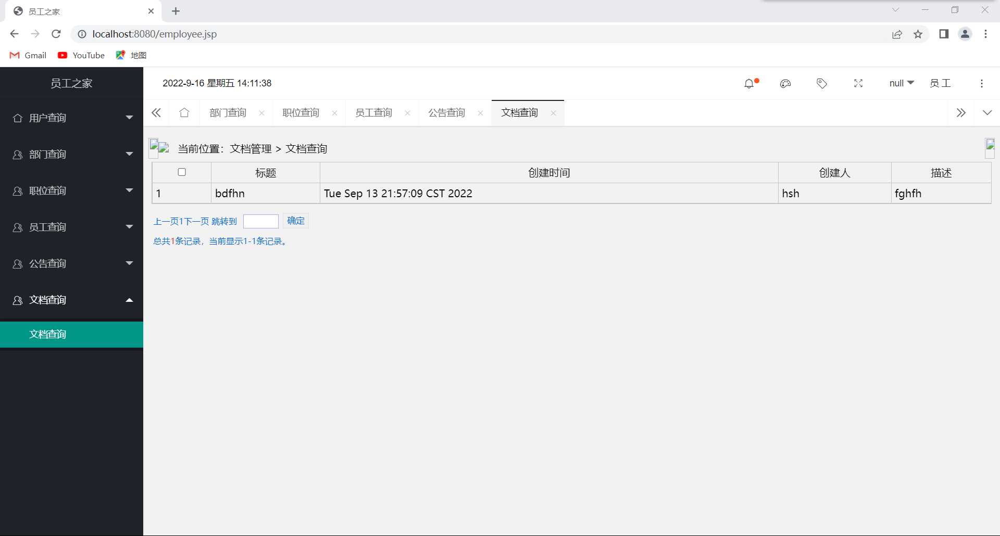 员工之家
localhost:8080/employee.jsp
Gmail YouTube 地图
员工之家
2022-9-16 星期五 14:11:38 null 员 工
部门查询 职位查询 员工查询 公告查询 文档查询
用户查询
部门查询
职位查询
员工查询
公告查询
文档查询
文档查询
当前位置：文档管理 > 文档查询
标题 创建时间 创建人 描述
1 bdfhn Tue Sep 13 21:57:09 CST 2022 hsh fghfh
上一页1下一页 跳转到 确定
总共1条记录，当前显示1-1条记录。